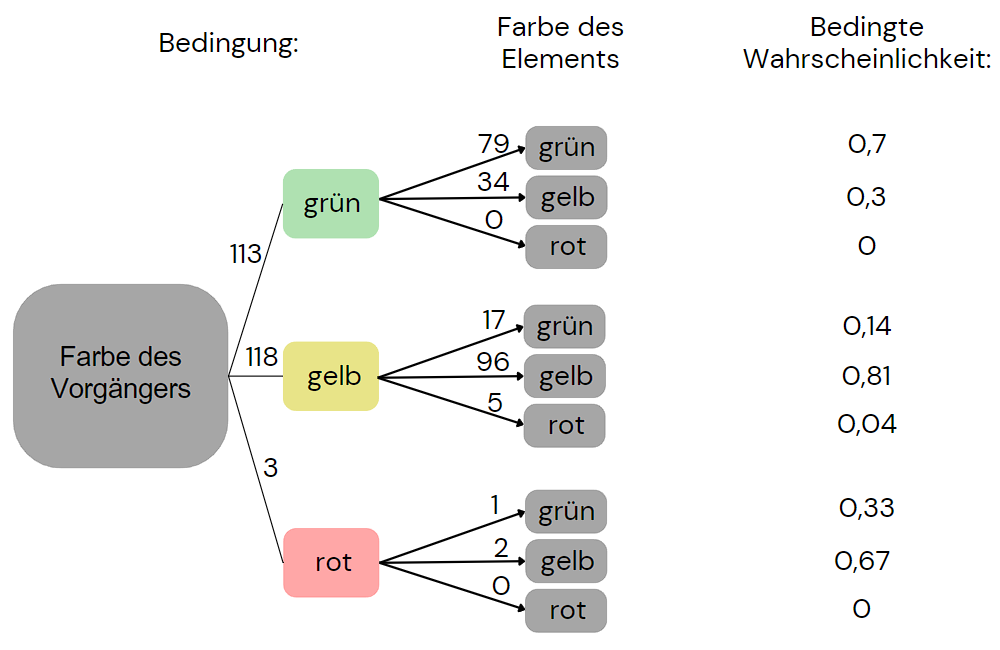 Bedingung:
Farbe des
Elements
Bedingte
Wahrscheinlichkeit:
Farbe des
Vorgängers
113
118
3
grün
79
grün
0,7
34
gelb
0,3
0
rot
0
gelb
17
grün
0,14
96
gelb
0,81
5
rot
0,04
rot
1
grün
0,33
2
gelb
0,67
0
rot
0